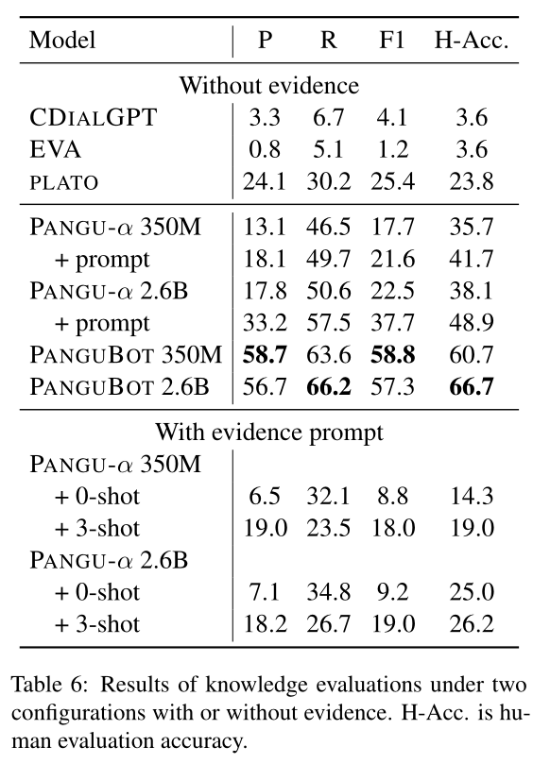 Model P R F1 H-Acc.
Without evidence
CDIALGPT 3.3 6.7 4.1 3.6
EVA 0.8 5.1 1.2 3.6
PLATO 24.1 30.2 25.4 23.8
PANGU-α 350M 13.1 46.5 17.7 35.7
+ prompt 18.1 49.7 21.6 41.7
PANGU-α 2.6B 17.8 50.6 22.5 38.1
+ prompt 33.2 57.5 37.7 48.9
PANGUBOT 350M 58.7 63.6 58.8 60.7
PANGUBOT 2.6B 56.7 66.2 57.3 66.7
With evidence prompt
PANGU-α 350M
+ 0-shot 6.5 32.1 8.8 14.3
+ 3-shot 19.0 23.5 18.0 19.0
PANGU-α 2.6B
+ 0-shot 7.1 34.8 9.2 25.0
+ 3-shot 18.2 26.7 19.0 26.2
Table 6: Results of knowledge evaluations under two
configurations with or without evidence. H-Acc. is hu-
man evaluation accuracy.